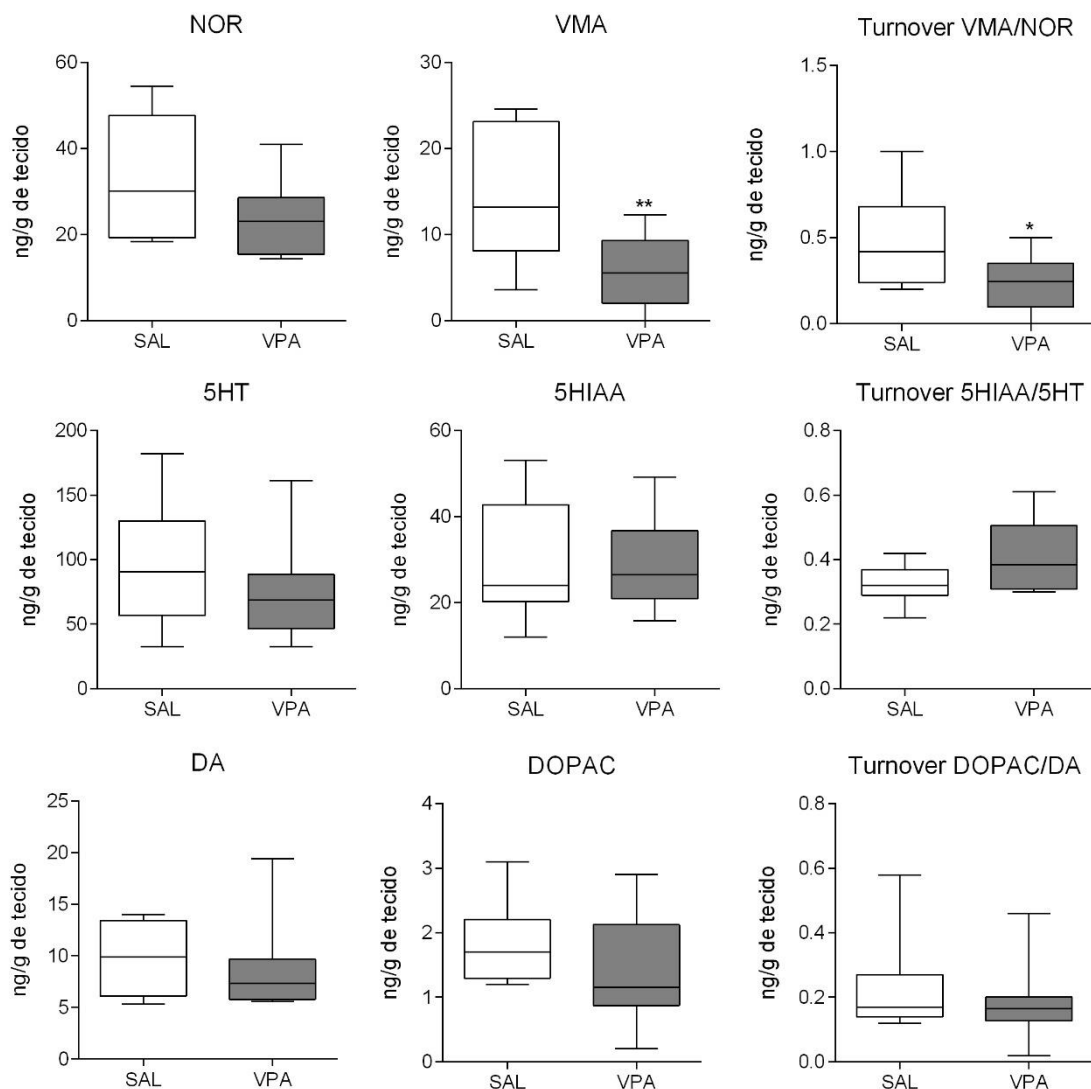 NOR
ng/g de tecido
60
40
20
0
SAL
VPA
VMA
ng/g de tecido
30
20
10
0
**
SAL
VPA
Turnover VMA/NOR
ng/g de tecido
1.5
1.0
0.5
0.0
*
SAL
VPA
5HT
ng/g de tecido
200
150
100
50
0
SAL
VPA
5HIAA
ng/g de tecido
60
40
20
0
SAL
VPA
Turnover 5HIAA/5HT
ng/g de tecido
0.8
0.6
0.4
0.2
0.0
SAL
VPA
DA
ng/g de tecido
25
20
15
10
5
0
SAL
VPA
DOPAC
ng/g de tecido
4
3
2
1
0
SAL
VPA
Turnover DOPAC/DA
ng/g de tecido
0.8
0.6
0.4
0.2
0.0
SAL
VPA